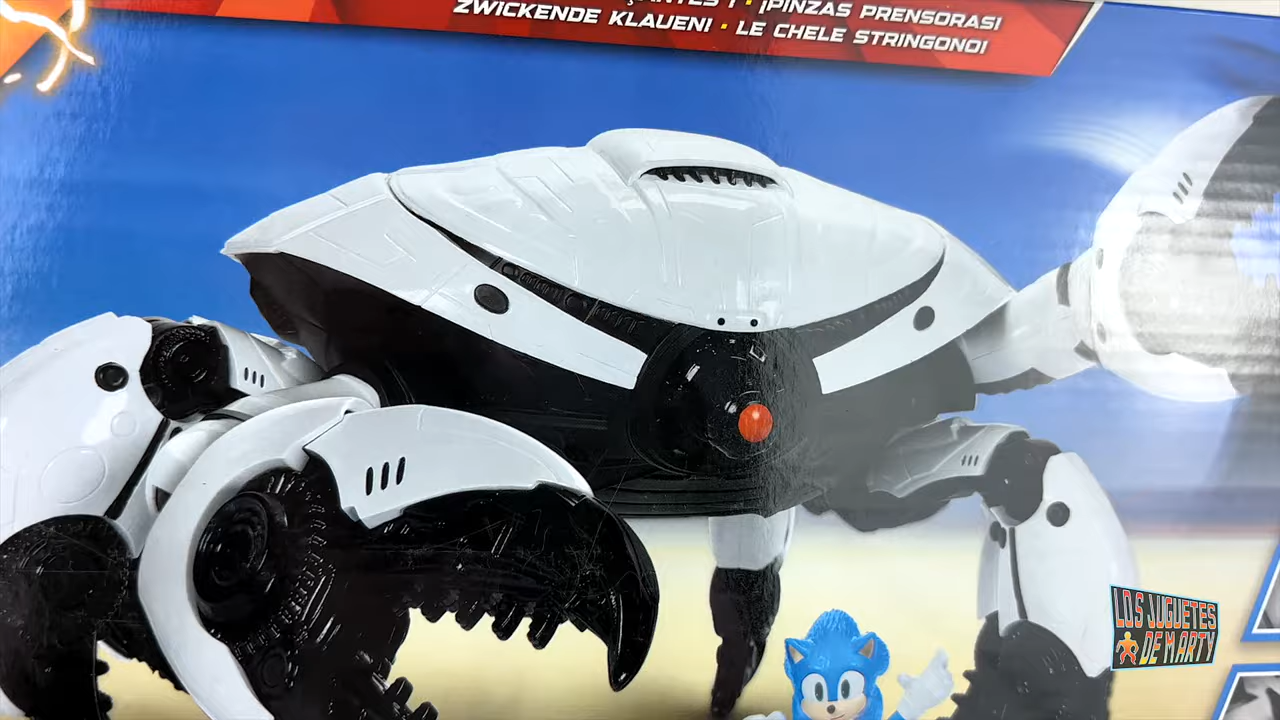 ¡PINZAS PRENSORAS!
ZWICKENDE KLAUEN! · LE CHELE STRINGONO!
LOS JUGUETES
DE MARTY